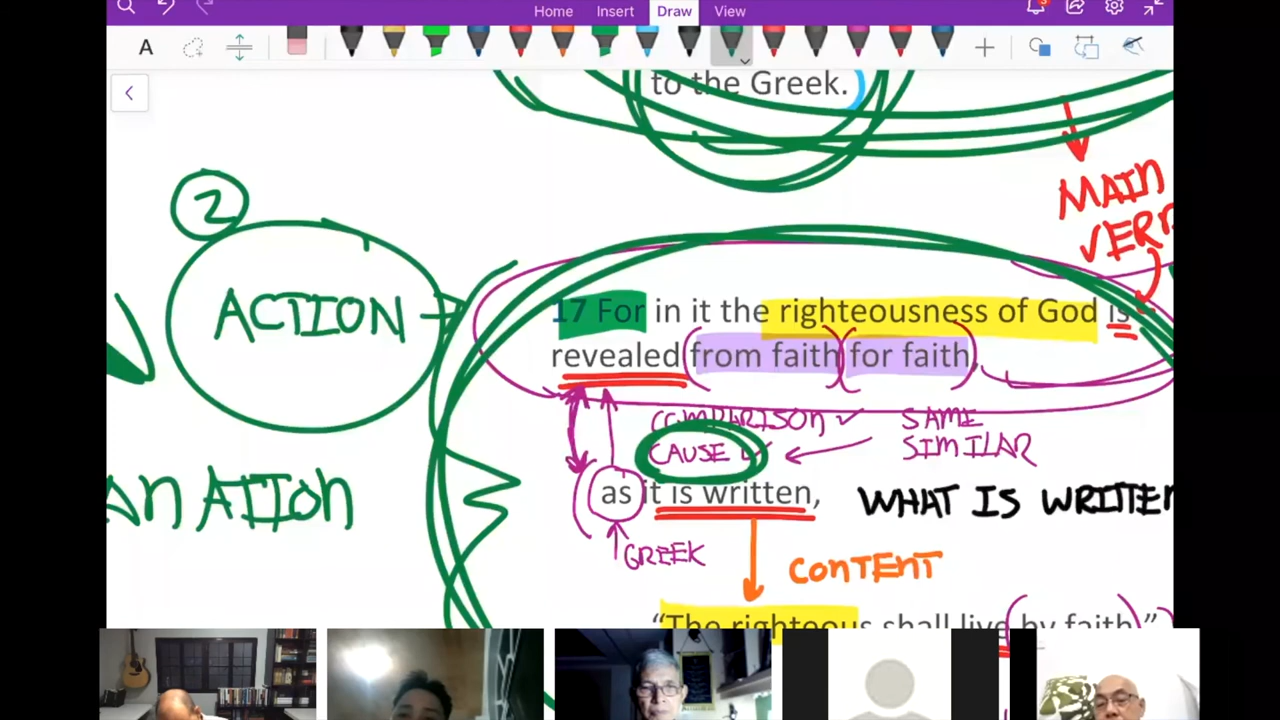 Home Insert Draw View
A
to the Greek.
2
MAIN
VERB
ACTION
17 For in it the righteousness of God is
revealed (from faith) (for faith),
COMPARISON ✓ SAME
CAUSE ✓ SIMILAR
as it is written, WHAT IS WRITTEN
ANATION
GREEK
CONTENT
“The righteous shall live (by faith).”